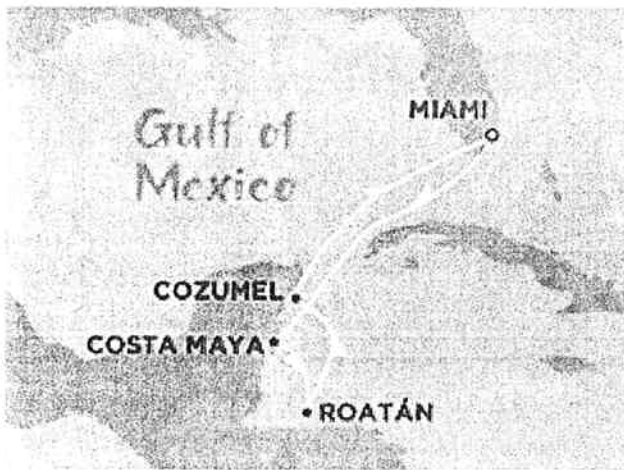 MIAMI
Gulf of
Mexico
COZUMEL
COSTA MAYA
ROATÁN